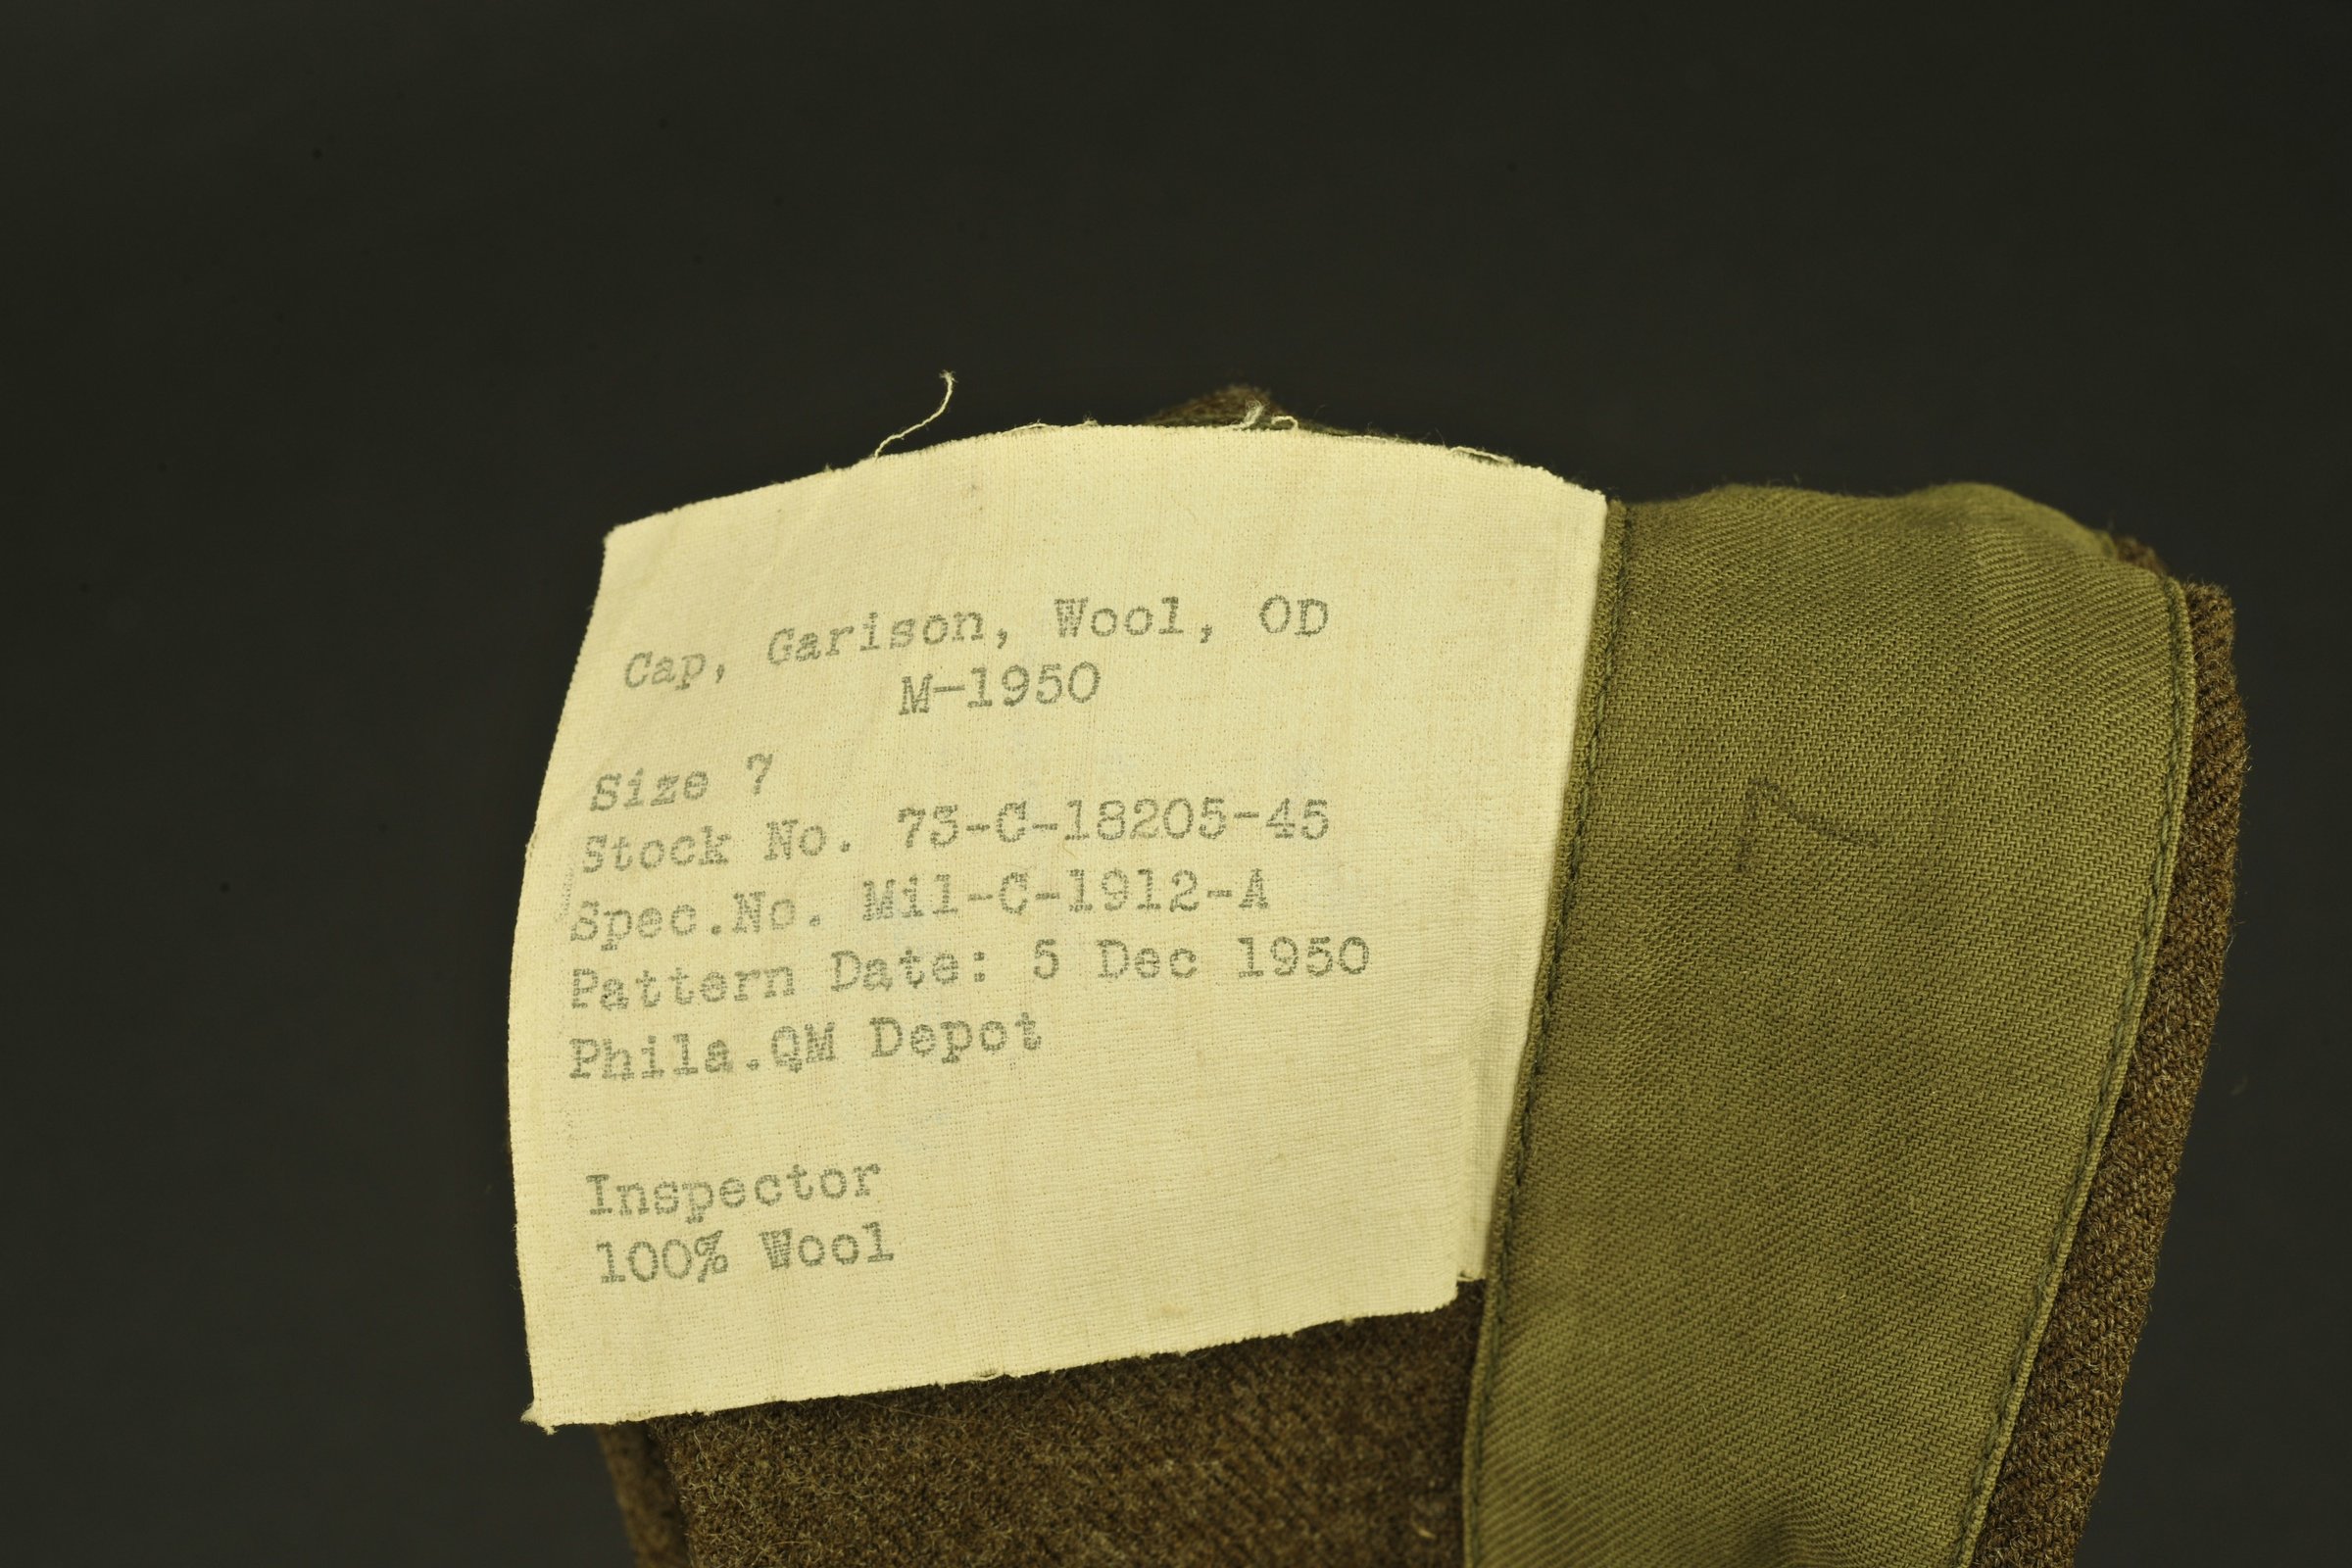 Cap, Garison, Wool, OD
M-1950
Size 7
Stock No. 73-C-18205-45
Spec.No. Mil-C-1912-A
Pattern Date: 5 Dec 1950
Phila.QM Depot
Inspector
100% Wool
7